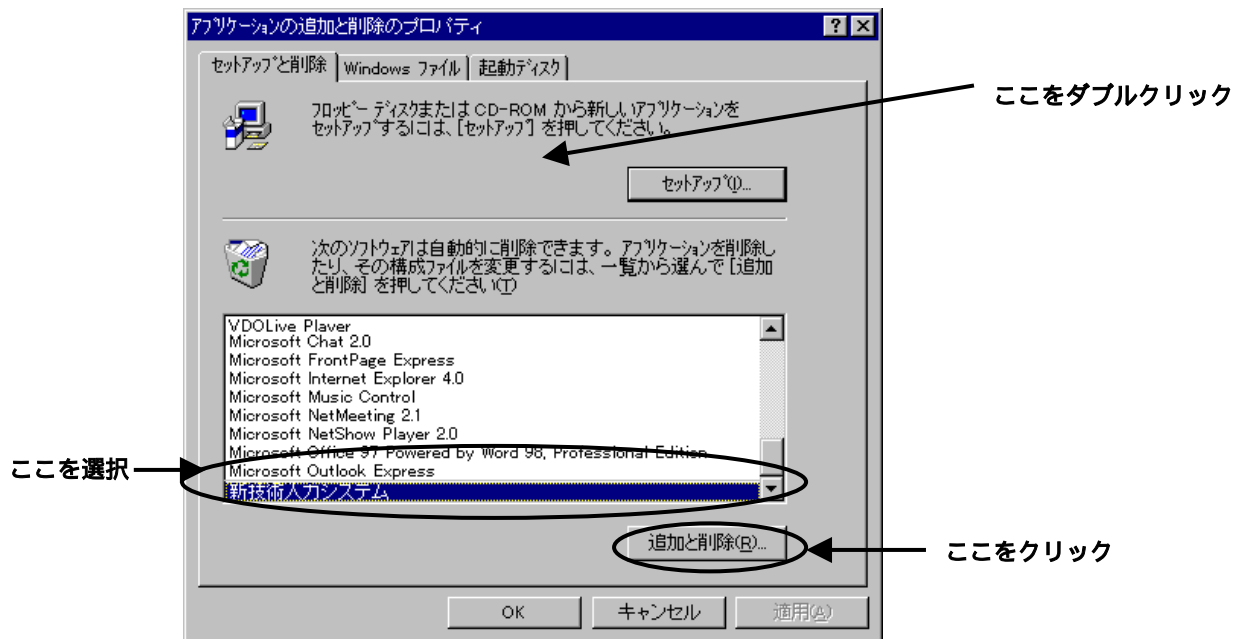 アプリケーションの追加と削除のプロパティ
セットアップと削除 Windows ファイル 起動ディスク
ここをダブルクリック
フロッピー ディスクまたは CD-ROM から新しいアプリケーションを
セットアップするには、[セットアップ] を押してください。
セットアップ(I)...
次のソフトウェアは自動的に削除できます。アプリケーションを削除し
たり、その構成ファイルを変更するには、一覧から選んで [追加
と削除] を押してください(T)
VDOLive Player
Microsoft Chat 2.0
Microsoft FrontPage Express
Microsoft Internet Explorer 4.0
Microsoft Music Control
Microsoft NetMeeting 2.1
Microsoft NetShow Player 2.0
Microsoft Office 97 Powered by Word 98, Professional Edition
Microsoft Outlook Express
ここを選択
新技術入力システム
追加と削除(R)...
ここをクリック
OK キャンセル 適用(A)